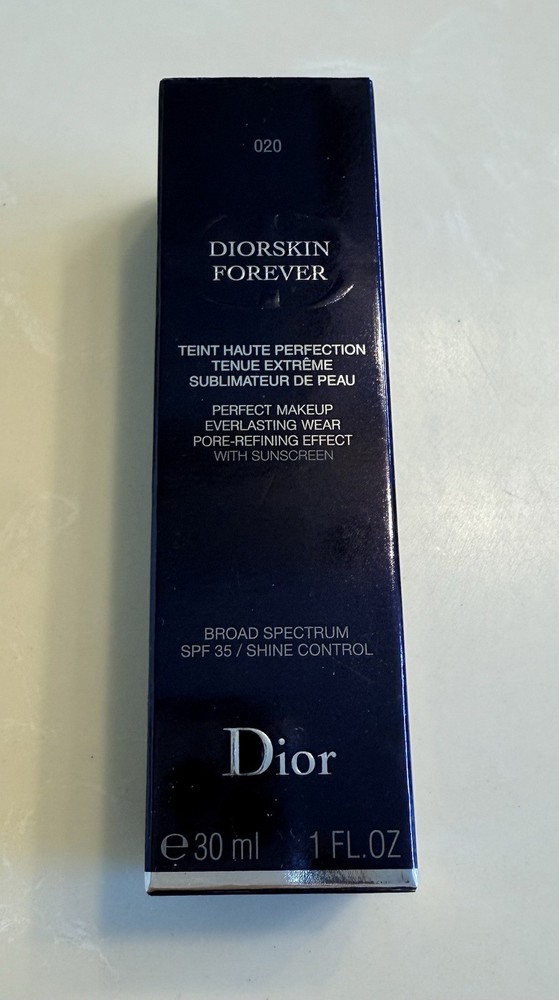 020
DIORSKIN
FOREVER
TEINT HAUTE PERFECTION
TENUE EXTRÊME
SUBLIMATEUR DE PEAU
PERFECT MAKEUP
EVERLASTING WEAR
PORE-REFINING EFFECT
WITH SUNSCREEN
BROAD SPECTRUM
SPF 35 / SHINE CONTROL
Dior
℮ 30 ml 1 FL.OZ